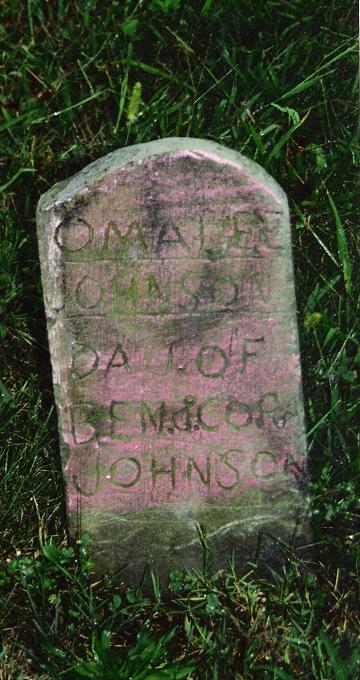 OMALEE
JOHNSON
DAU. OF
BEN.&COR.
JOHNSON